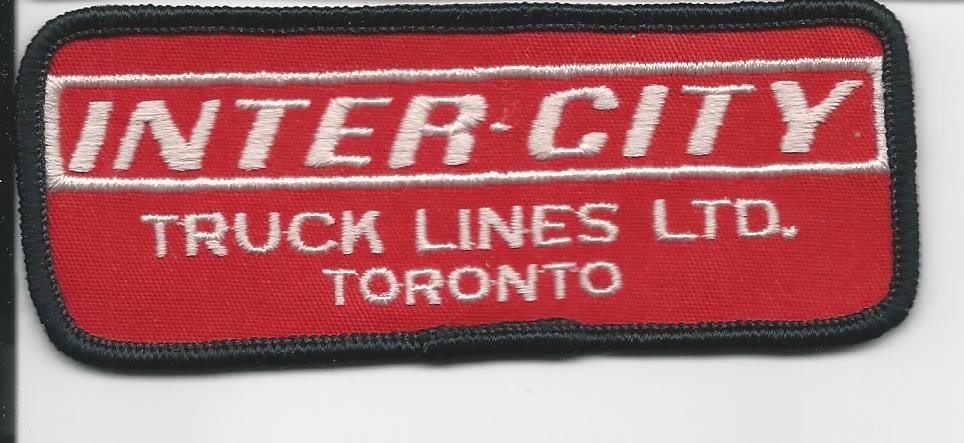 INTER-CITY
TRUCK LINES LTD.
TORONTO